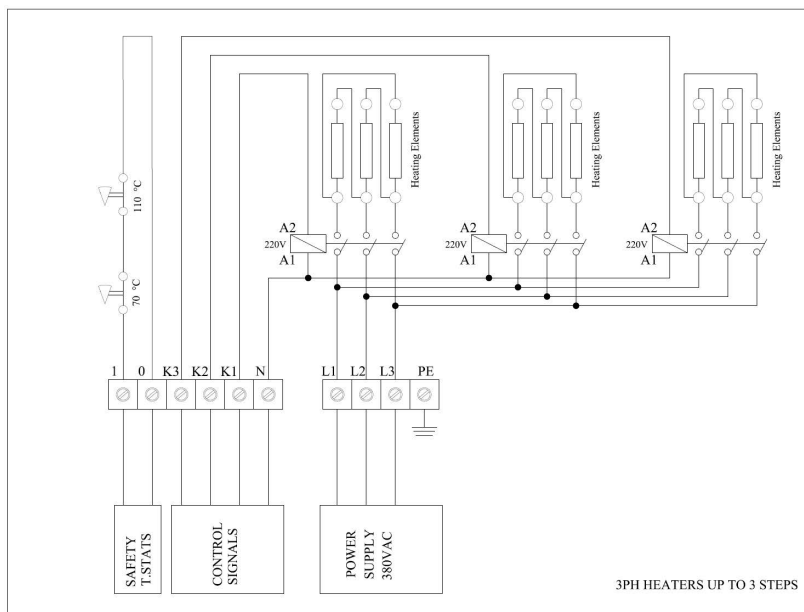 Heating Elements
Heating Elements
Heating Elements
110 °C
A2
220V
A1
A2
220V
A1
A2
220V
A1
70 °C
1 0 K3 K2 K1 N
L1 L2 L3 PE
SAFETY
T.STATS
CONTROL
SIGNALS
POWER
SUPPLY
380VAC
3PH HEATERS UP TO 3 STEPS